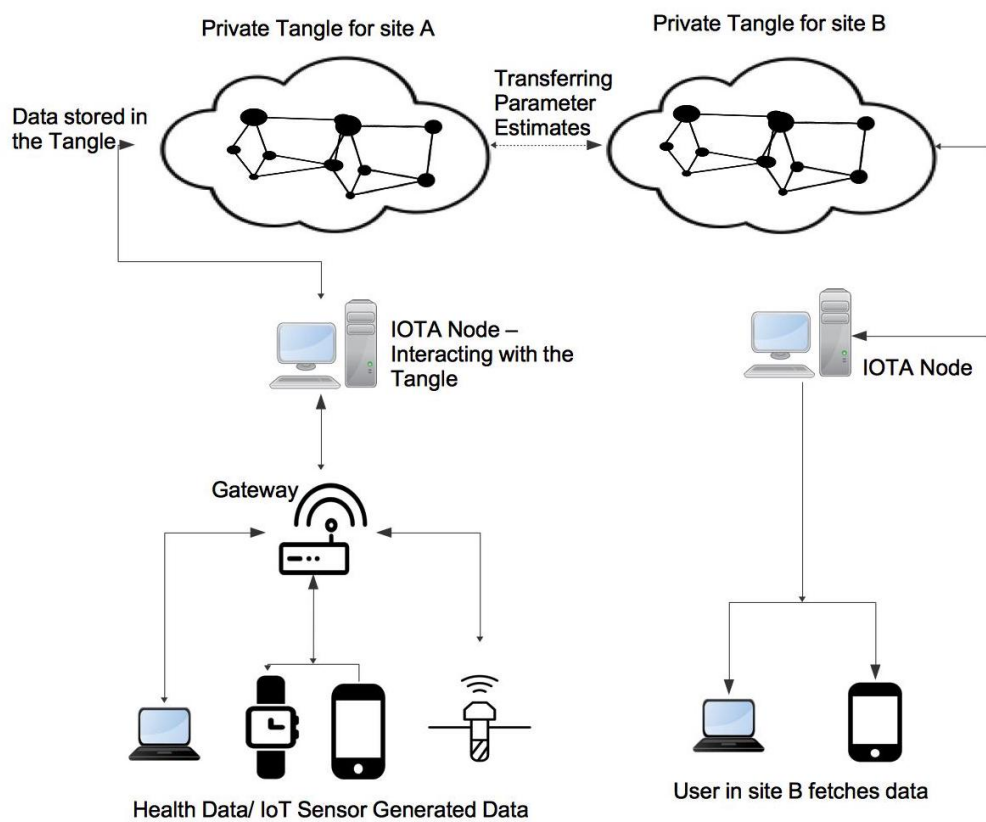 Private Tangle for site A
Private Tangle for site B
Data stored in
the Tangle
Transferring
Parameter
Estimates
IOTA Node –
Interacting with the
Tangle
IOTA Node
Gateway
Health Data/ IoT Sensor Generated Data
User in site B fetches data